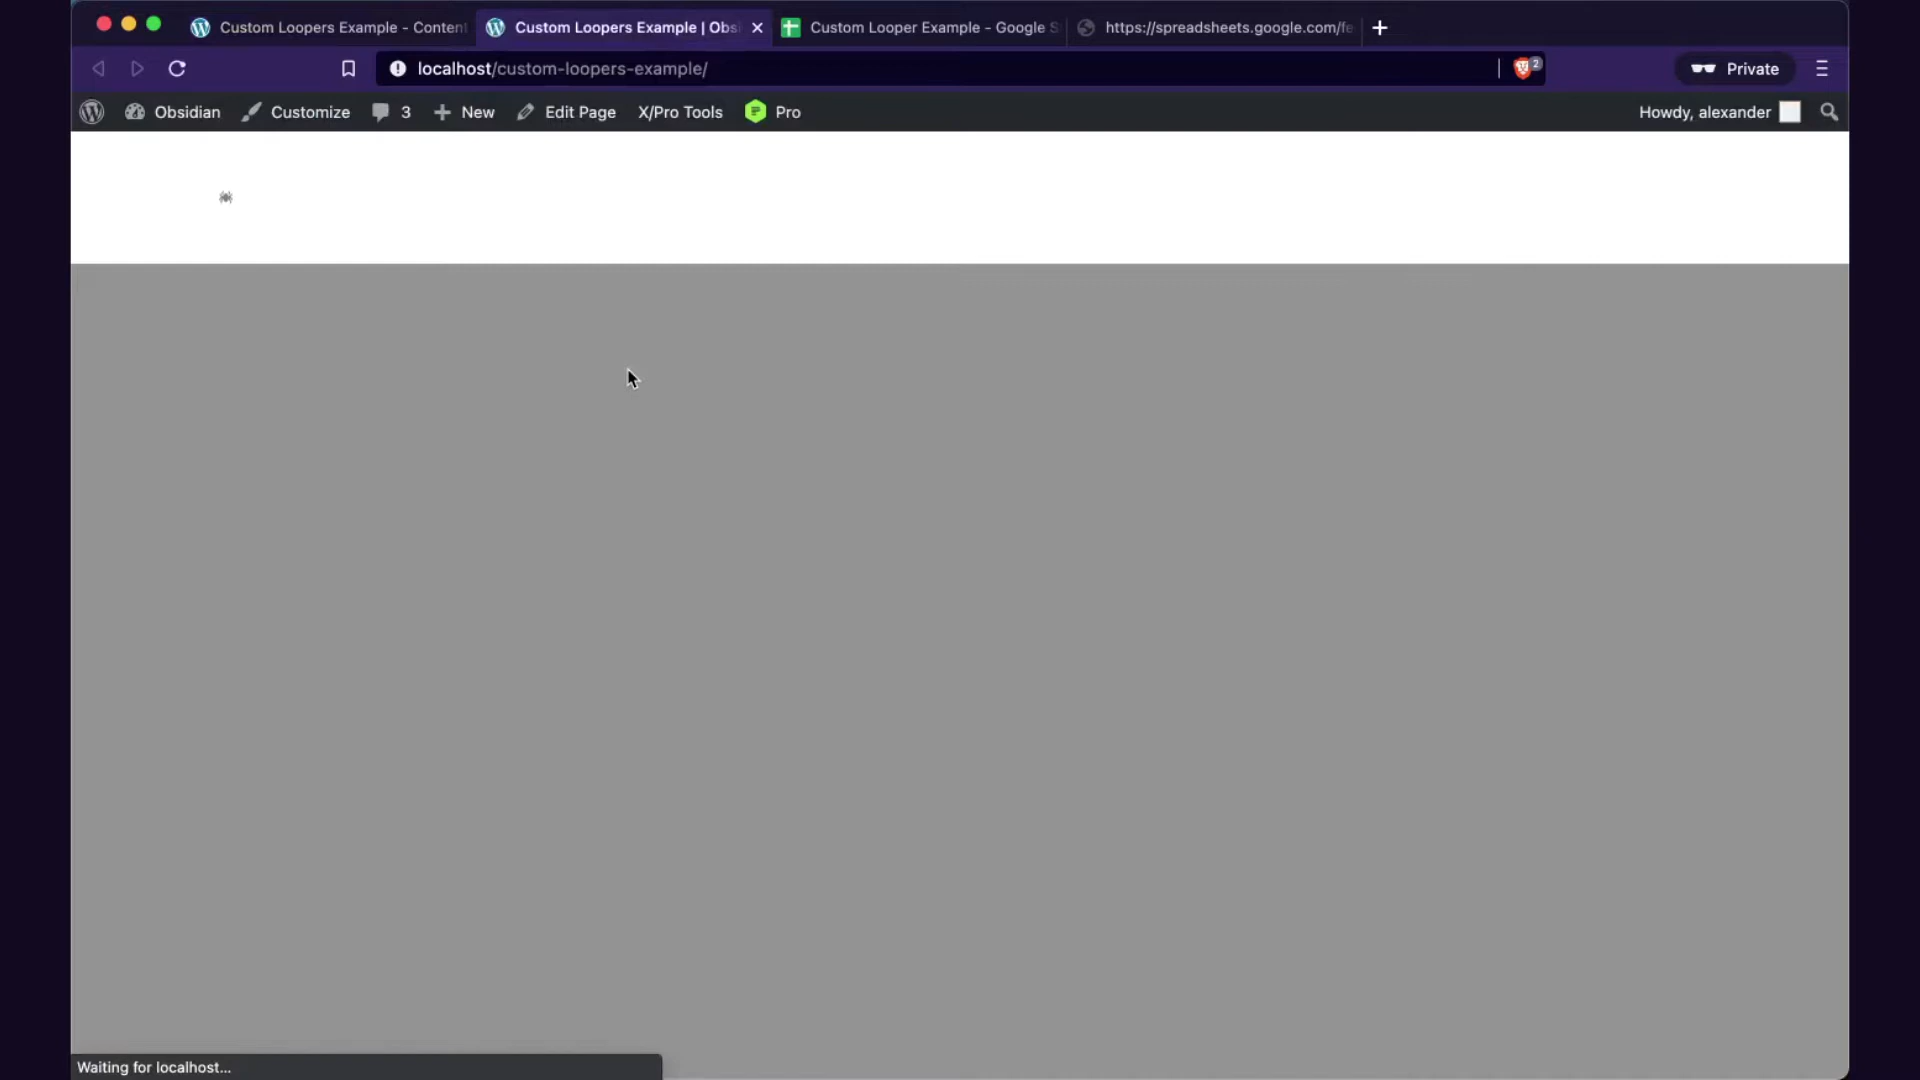 Custom Loopers Example - Content
Custom Loopers Example | Obs
Custom Looper Example - Google S
https://spreadsheets.google.com/fe
localhost/custom-loopers-example/
2
Private
Obsidian
Customize
3
New
Edit Page
X/Pro Tools
Pro
Howdy, alexander
Waiting for localhost...